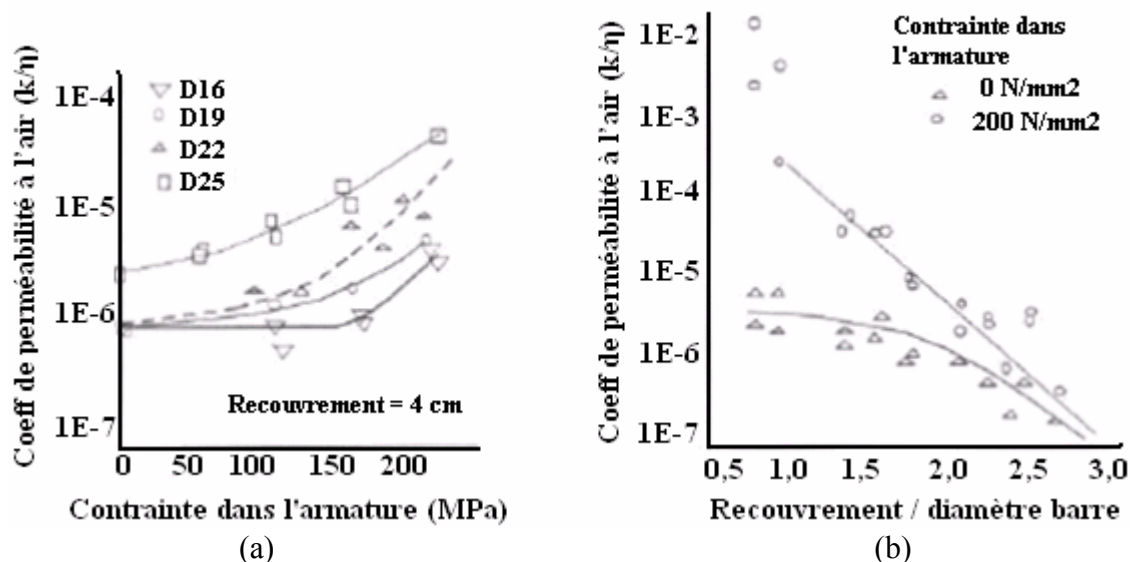 Coeff de perméabilité à l'air (k/η)
1E-4
1E-5
1E-6
1E-7
D16
D19
D22
D25
Recouvrement = 4 cm
0 50 100 150 200
Contrainte dans l'armature (MPa)
(a)
Coeff de perméabilité à l'air (k/η)
1E-2
1E-3
1E-4
1E-5
1E-6
1E-7
Contrainte dans
l'armature
0 N/mm2
200 N/mm2
0,5 1,0 1,5 2,0 2,5 3,0
Recouvrement / diamètre barre
(b)